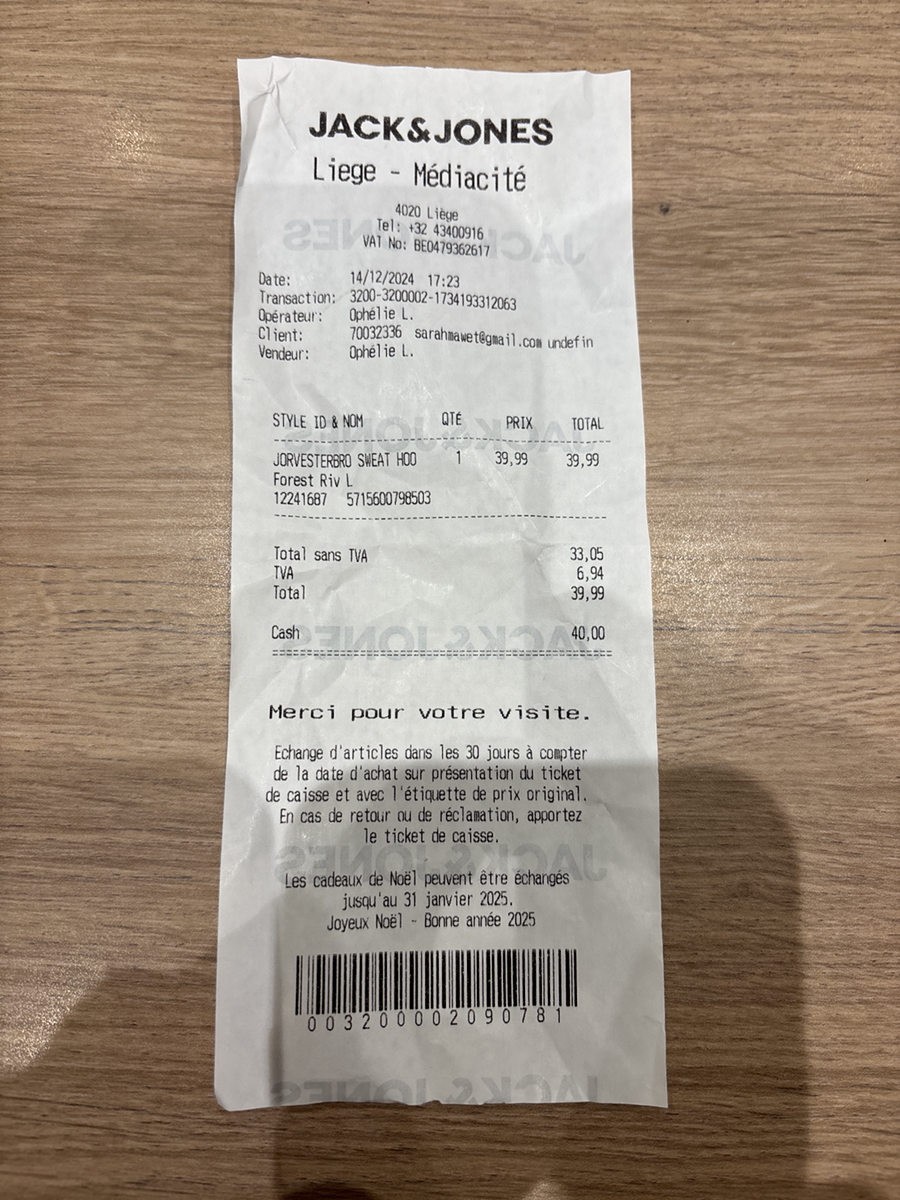 JACK&JONES
Liege - Médiacité
4020 Liège
Tel: +32 43400916
VAT No: BE0479362617
Date: 14/12/2024 17:23
Transaction: 3200-3200002-1734193312063
Opérateur: Ophélie L.
Client: 70032336 sarahmawet@gmail.com undefin
Vendeur: Ophélie L.
STYLE ID & NOM QTÉ PRIX TOTAL
JORVESTERBRO SWEAT HOO 1 39,99 39,99
Forest Riv L
12241687 5715600798503
Total sans TVA 33,05
TVA 6,94
Total 39,99
Cash 40,00
Merci pour votre visite.
Echange d'articles dans les 30 jours à compter
de la date d'achat sur présentation du ticket
de caisse et avec l'étiquette de prix original.
En cas de retour ou de réclamation, apportez
le ticket de caisse.
Les cadeaux de Noël peuvent être échangés
jusqu'au 31 janvier 2025.
Joyeux Noël - Bonne année 2025
003200002090781